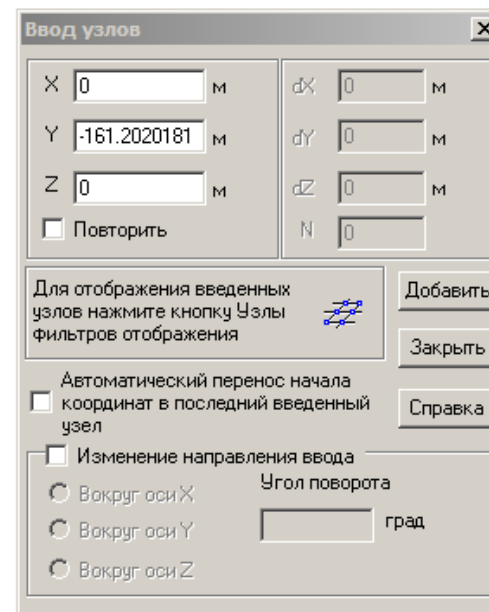 Ввод узлов
X 0 м dX 0 м
Y -161.2020181 м dY 0 м
Z 0 м dZ 0 м
Повторить N 0
Для отображения введенных
узлов нажмите кнопку Узлы
фильтров отображения
Добавить
Закрыть
Автоматический перенос начала
координат в последний введенный
узел
Справка
Изменение направления ввода
Вокруг оси X
Угол поворота
град
Вокруг оси Y
Вокруг оси Z